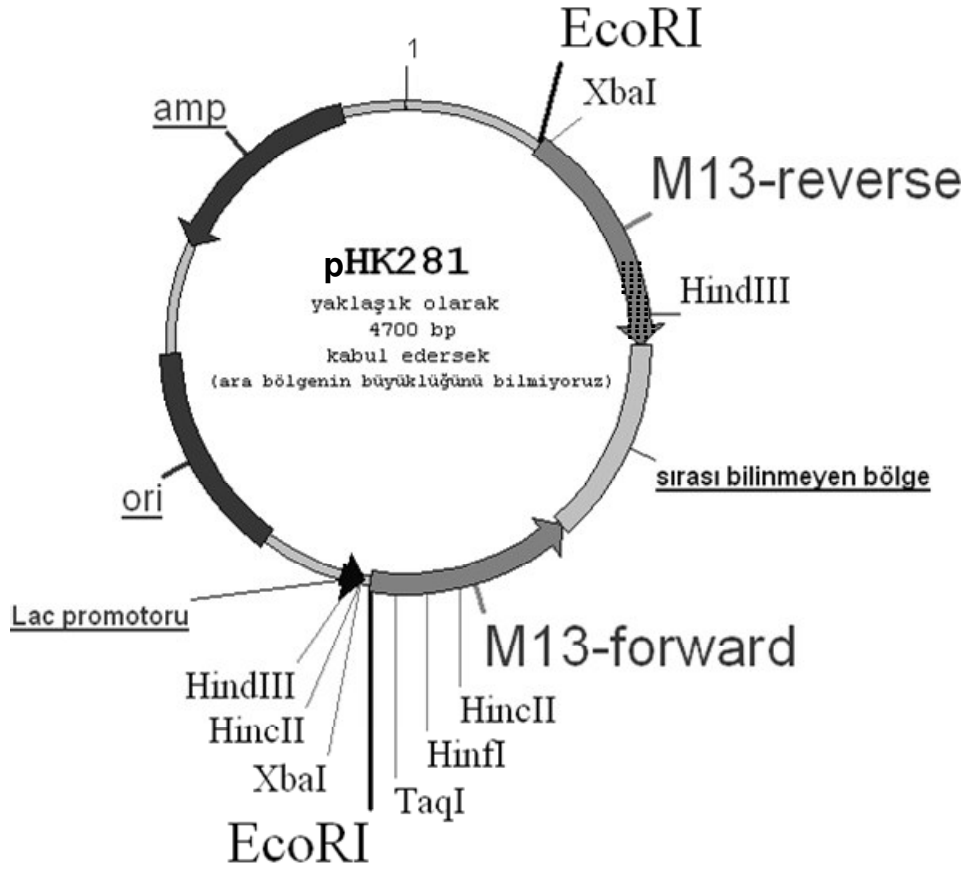 EcoRI
1
XbaI
amp
M13-reverse
pHK281
yaklaşık olarak
4700 bp
kabul edersek
(ara bölgenin büyüklüğünü bilmiyoruz)
HindIII
sırası bilinmeyen bölge
ori
Lac promotoru
M13-forward
HindIII
HincII
HincII
HinfI
XbaI
TaqI
EcoRI